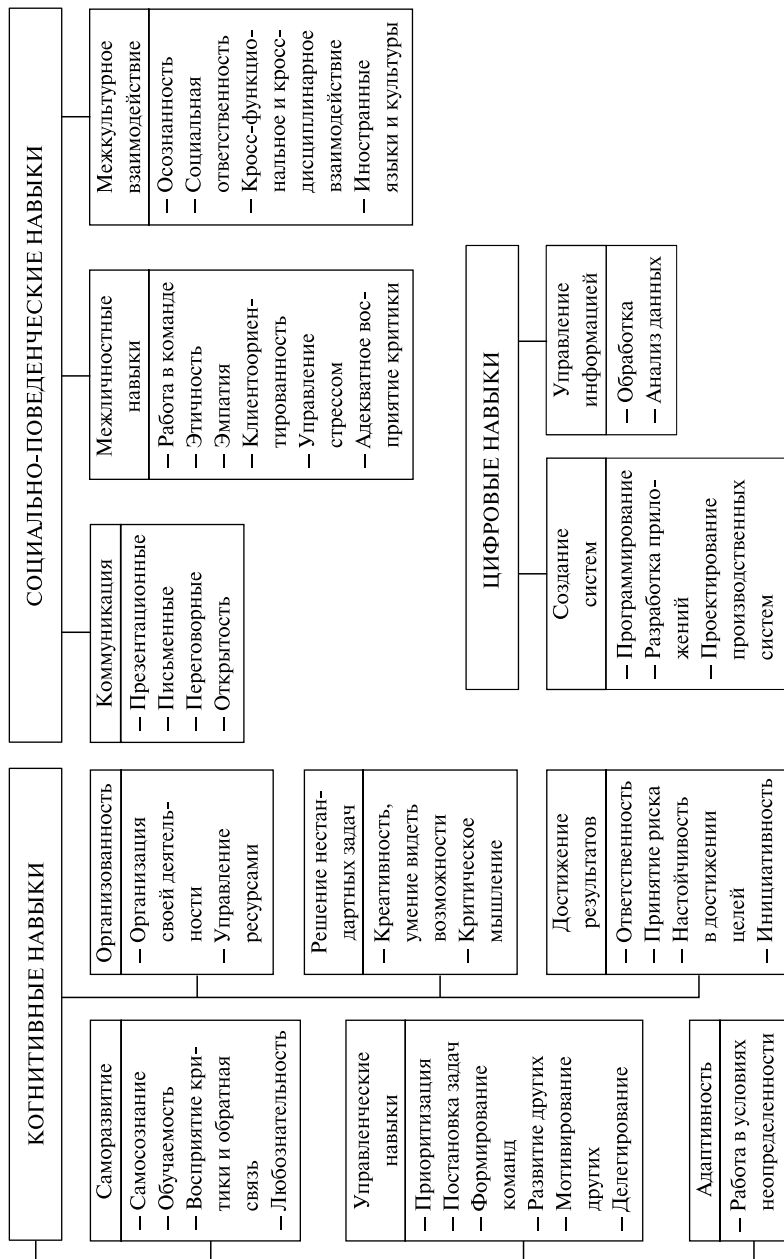 КОГНИТИВНЫЕ НАВЫКИ
Саморазвитие
– Самосознание
– Обучаемость
– Восприятие кри-
тики и обратная
связь
– Любознательность
Управленческие
навыки
– Приоритизация
– Постановка задач
– Формирование
команд
– Развитие других
– Мотивирование
других
– Делегирование
Адаптивность
– Работа в условиях
неопределенности
Организованность
– Организация
своей деятель-
ности
– Управление
ресурсами
Решение нестан-
дартных задач
– Креативность,
умение видеть
возможности
– Критическое
мышление
Достижение
результатов
– Ответственность
– Принятие риска
– Настойчивость
в достижении
целей
– Инициативность
СОЦИАЛЬНО-ПОВЕДЕНЧЕСКИЕ НАВЫКИ
Коммуникация
– Презентационные
– Письменные
– Переговорные
– Открытость
Межличностные
навыки
– Работа в команде
– Этичность
– Эмпатия
– Клиентоориен-
тированность
– Управление
стрессом
– Адекватное вос-
приятие критики
Межкультурное
взаимодействие
– Осознанность
– Социальная
ответственность
– Кросс-функцио-
нальное и кросс-
дисциплинарное
взаимодействие
– Иностранные
языки и культуры
ЦИФРОВЫЕ НАВЫКИ
Создание
систем
– Программирование
– Разработка прило-
жений
– Проектирование
производственных
систем
Управление
информацией
– Обработка
– Анализ данных